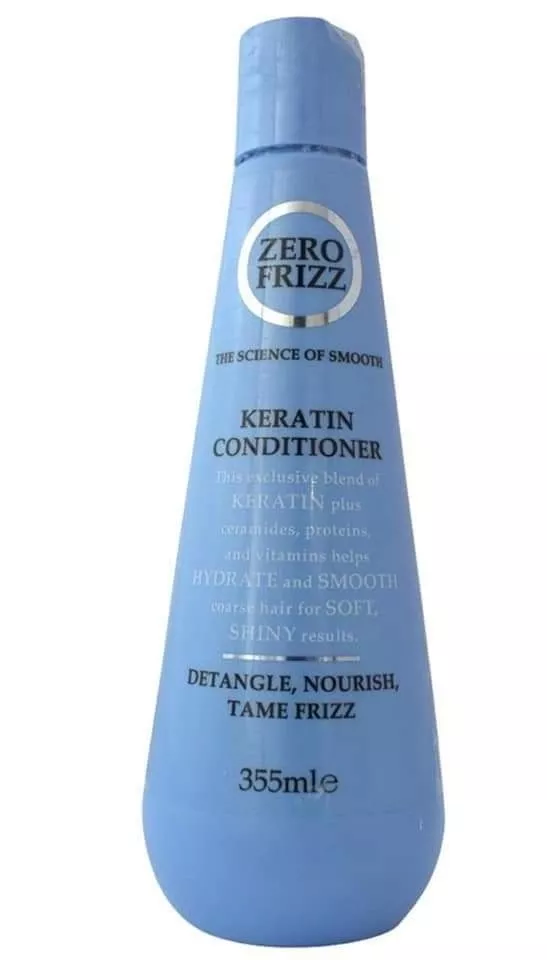 ZERO
FRIZZ
THE SCIENCE OF SMOOTH
KERATIN
CONDITIONER
This exclusive blend of
KERATIN plus
ceramides, proteins,
and vitamins helps
HYDRATE and SMOOTH
coarse hair for SOFT,
SHINY results.
DETANGLE, NOURISH,
TAME FRIZZ
355ml℮